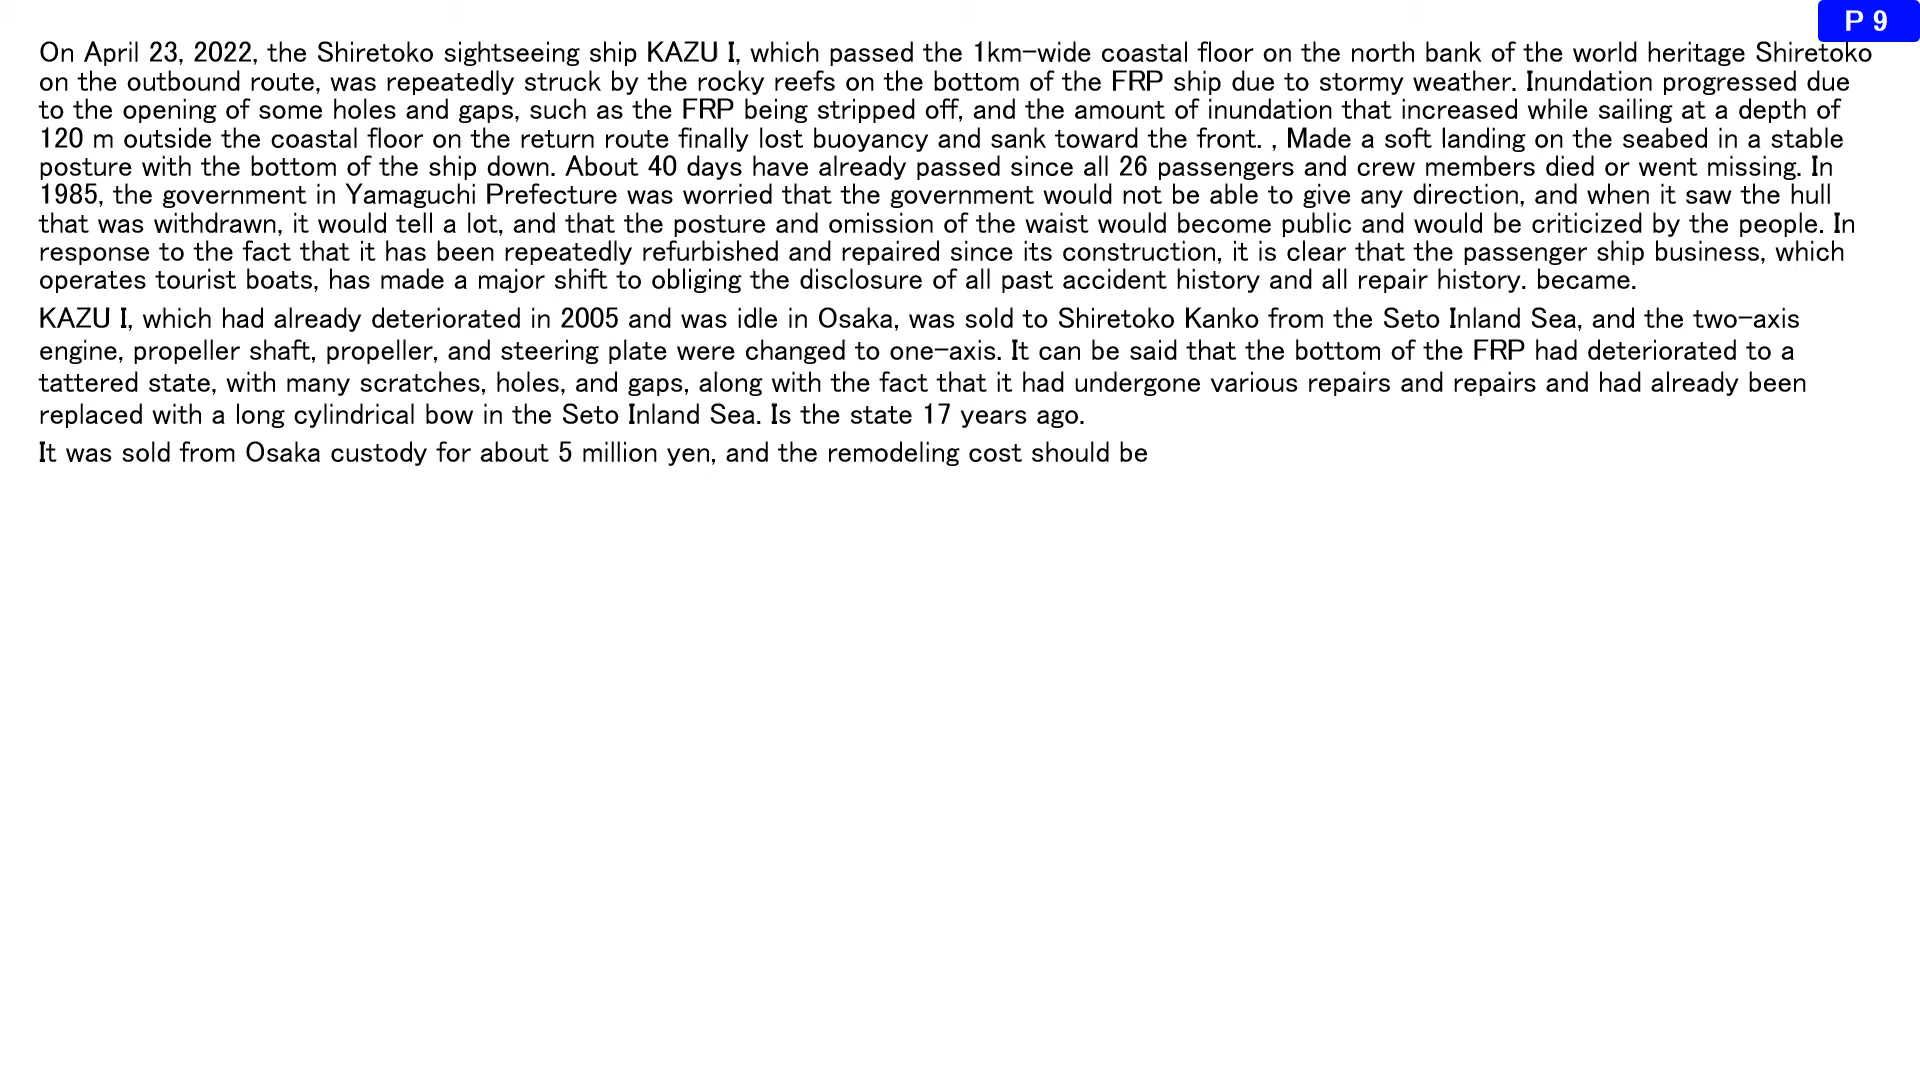 P 9
On April 23, 2022, the Shiretoko sightseeing ship KAZU I, which passed the 1km-wide coastal floor on the north bank of the world heritage Shiretoko
on the outbound route, was repeatedly struck by the rocky reefs on the bottom of the FRP ship due to stormy weather. Inundation progressed due
to the opening of some holes and gaps, such as the FRP being stripped off, and the amount of inundation that increased while sailing at a depth of
120 m outside the coastal floor on the return route finally lost buoyancy and sank toward the front. , Made a soft landing on the seabed in a stable
posture with the bottom of the ship down. About 40 days have already passed since all 26 passengers and crew members died or went missing. In
1985, the government in Yamaguchi Prefecture was worried that the government would not be able to give any direction, and when it saw the hull
that was withdrawn, it would tell a lot, and that the posture and omission of the waist would become public and would be criticized by the people. In
response to the fact that it has been repeatedly refurbished and repaired since its construction, it is clear that the passenger ship business, which
operates tourist boats, has made a major shift to obliging the disclosure of all past accident history and all repair history. became.
KAZU I, which had already deteriorated in 2005 and was idle in Osaka, was sold to Shiretoko Kanko from the Seto Inland Sea, and the two-axis
engine, propeller shaft, propeller, and steering plate were changed to one-axis. It can be said that the bottom of the FRP had deteriorated to a
tattered state, with many scratches, holes, and gaps, along with the fact that it had undergone various repairs and repairs and had already been
replaced with a long cylindrical bow in the Seto Inland Sea. Is the state 17 years ago.
It was sold from Osaka custody for about 5 million yen, and the remodeling cost should be